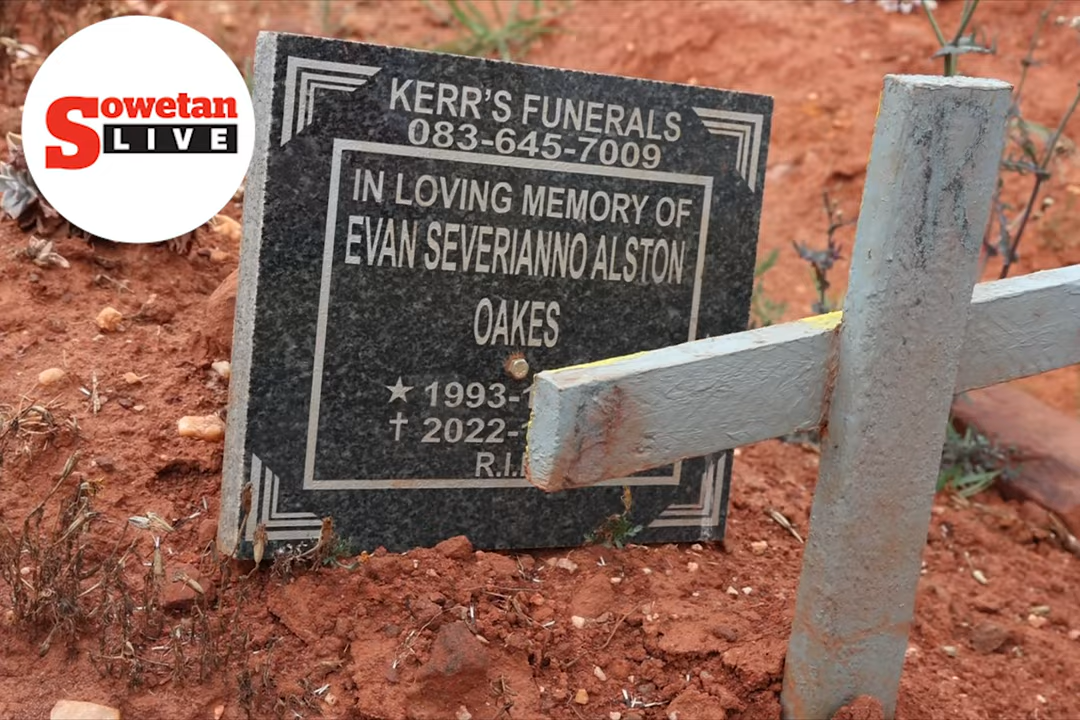 Sowetan
LIVE
KERR'S FUNERALS
083-645-7009
IN LOVING MEMORY OF
EVAN SEVERIANNO ALSTON
OAKES
1993-
2022-